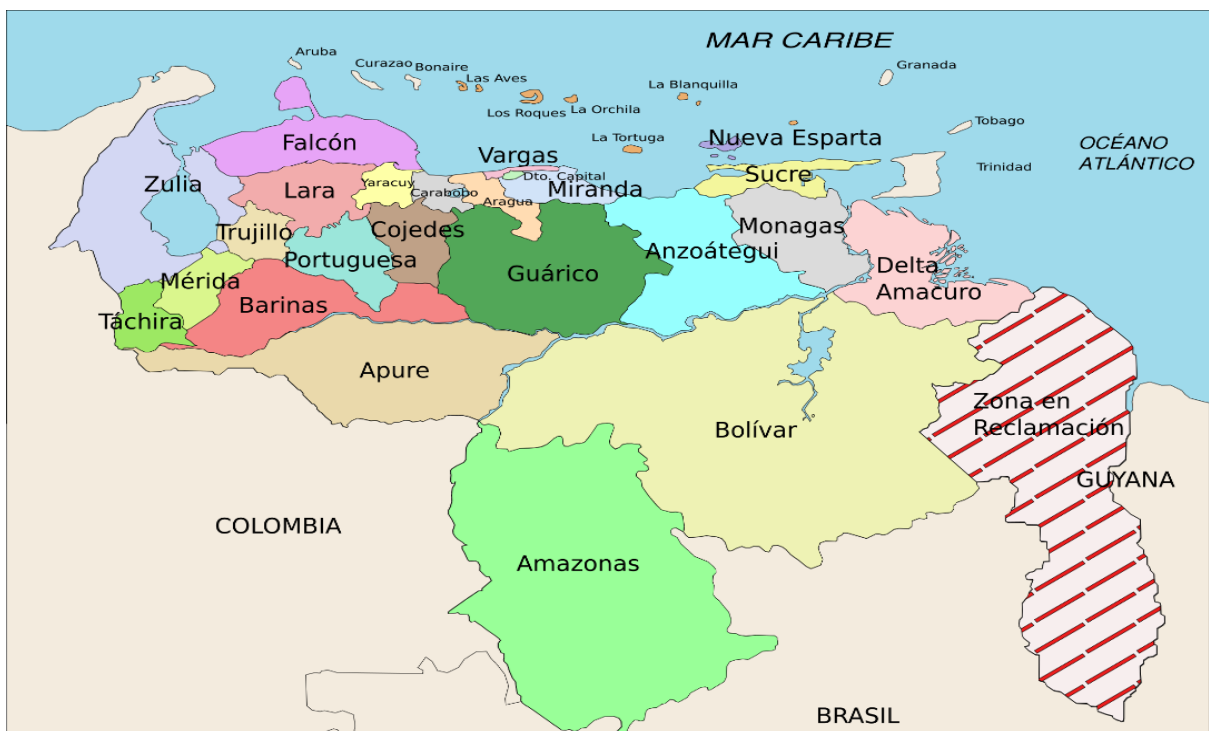 MAR CARIBE
Aruba
Curazao
Bonaire
Las Aves
Los Roques
La Orchila
La Blanquilla
Granada
La Tortuga
Nueva Esparta
Tobago
OCÉANO
ATLÁNTICO
Trinidad
Falcón
Vargas
Dto. Capital
Sucre
Zulia
Lara
Yaracuy
Carabobo
Aragua
Miranda
Trujillo
Cojedes
Portuguesa
Guárico
Anzoátegui
Monagas
Delta
Amacuro
Mérida
Barinas
Táchira
Apure
Bolívar
Zona en
Reclamación
GUYANA
COLOMBIA
Amazonas
BRASIL